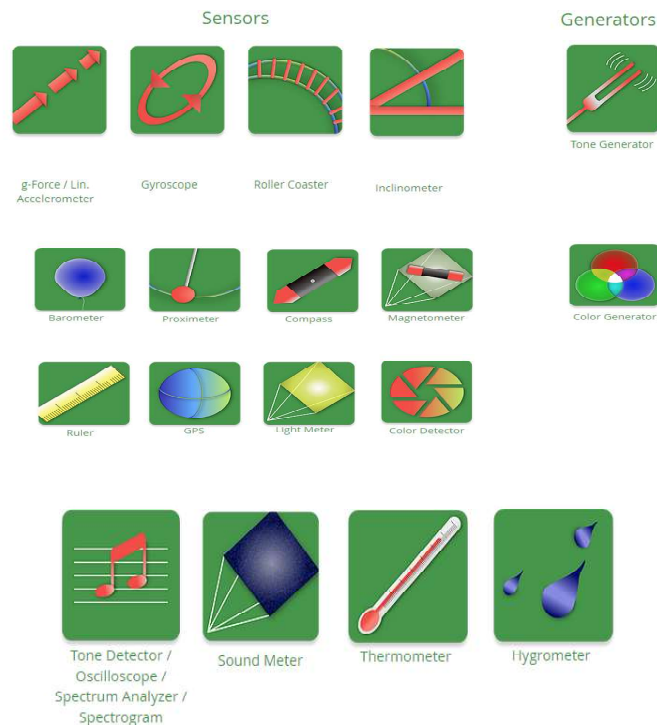 Sensors
Generators
Tone Generator
g-Force / Lin.
Accelerometer
Gyroscope
Roller Coaster
Inclinometer
Barometer
Proximeter
Compass
Magnetometer
Color Generator
Ruler
GPS
Light Meter
Color Detector
Tone Detector /
Oscilloscope /
Spectrum Analyzer /
Spectrogram
Sound Meter
Thermometer
Hygrometer